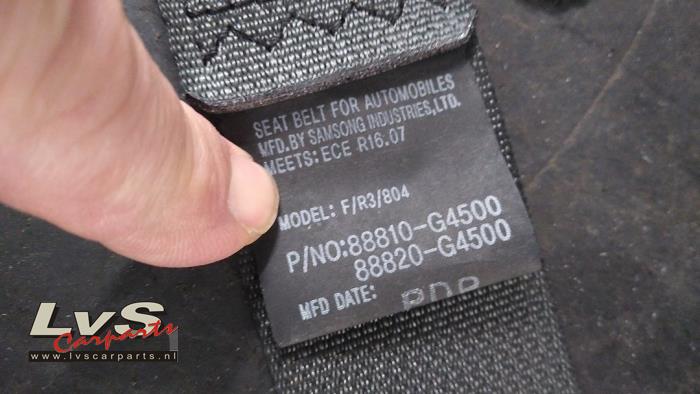 SEAT BELT FOR AUTOMOBILES
MFD.BY SAMSONG INDUSTRIES,LTD.
MEETS: ECE R16.07
MODEL: F/R3/804
P/NO:88810-G4500
88820-G4500
MFD DATE:
LvS
Carparts
www.lvscarparts.nl